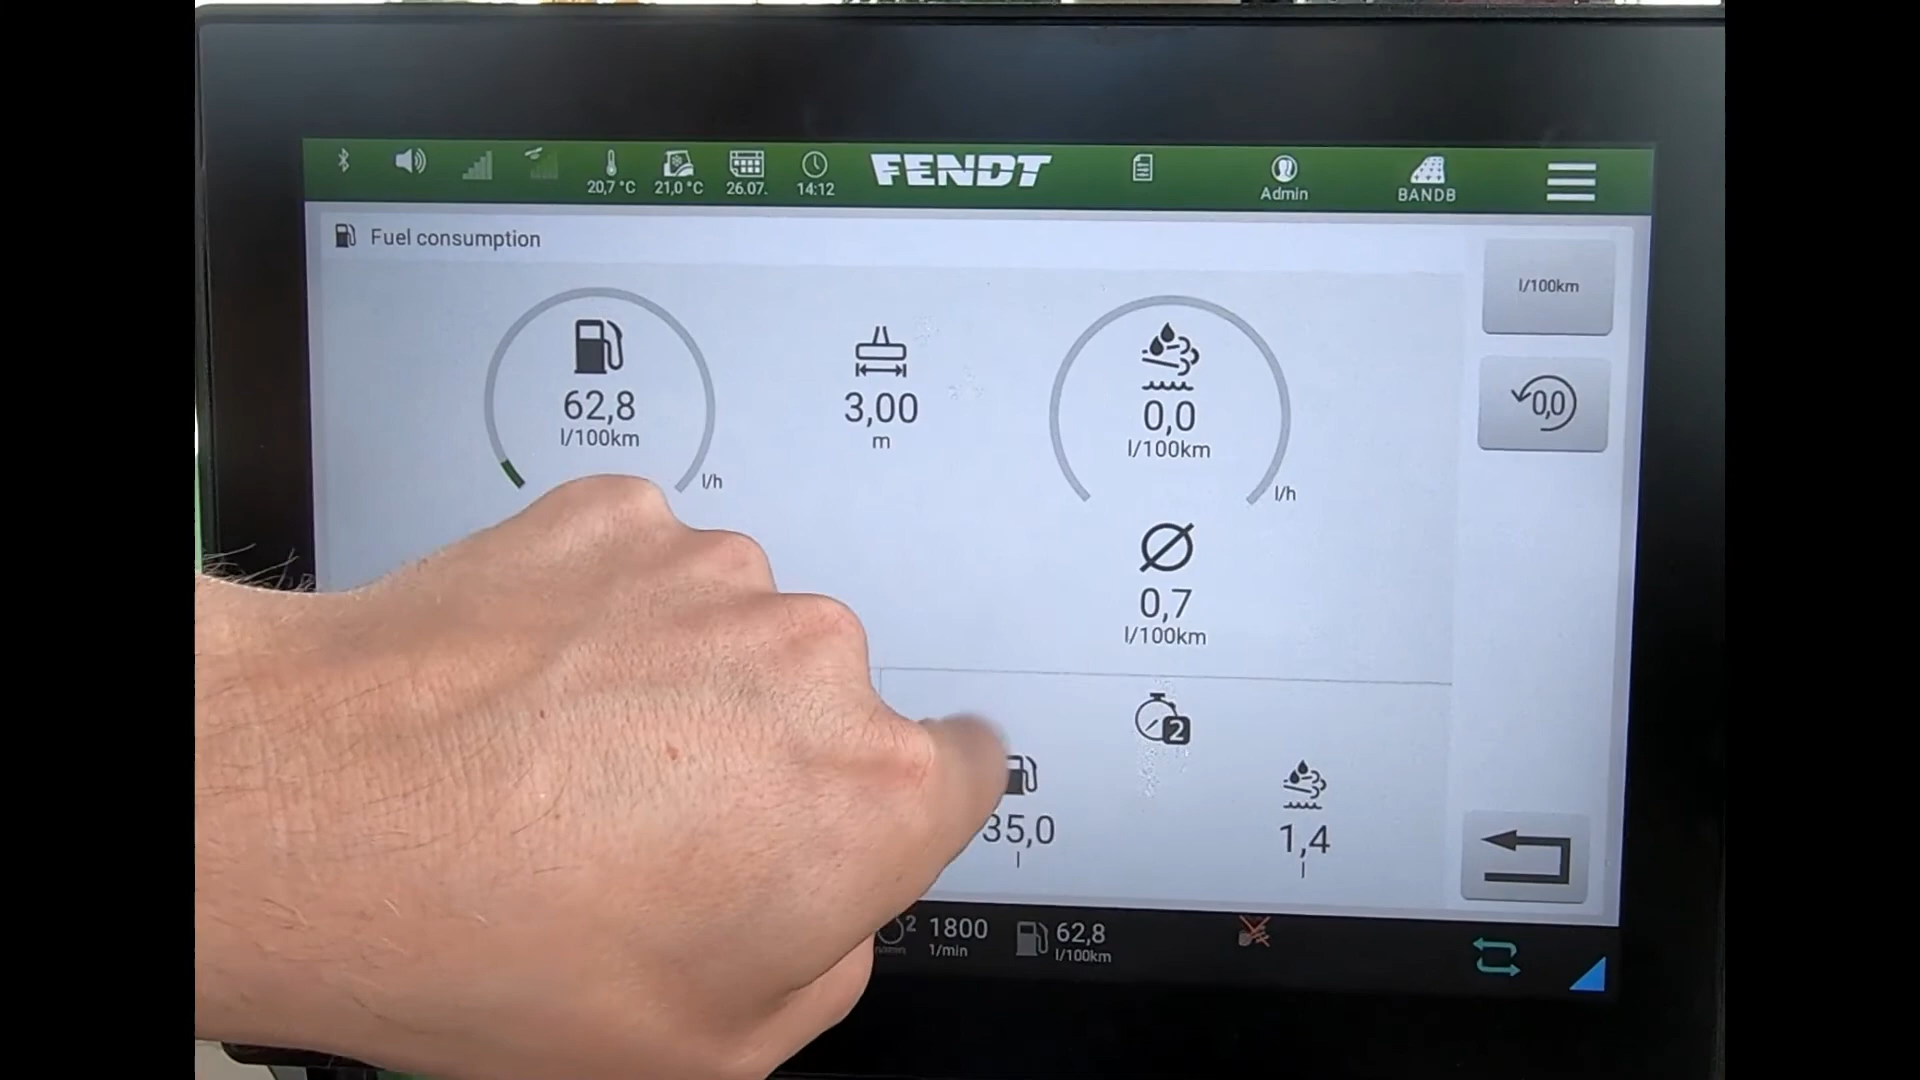 20,7 °C
21,0 °C
26.07.
14:12
FENDT
Admin
BANDB
Fuel consumption
l/100km
62,8
l/100km
l/h
3,00
m
0,0
l/100km
l/h
0,0
0,7
l/100km
2
35,0
l
1,4
l
2
1800
1/min
62,8
l/100km